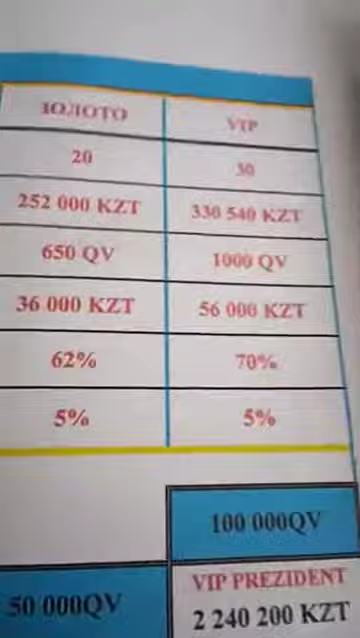 ЗОЛОТО VIP
20 30
252 000 KZT 330 540 KZT
650 QV 1000 QV
36 000 KZT 56 000 KZT
62% 70%
5% 5%
100 000QV
50 000QV VIP PREZIDENT
2 240 200 KZT